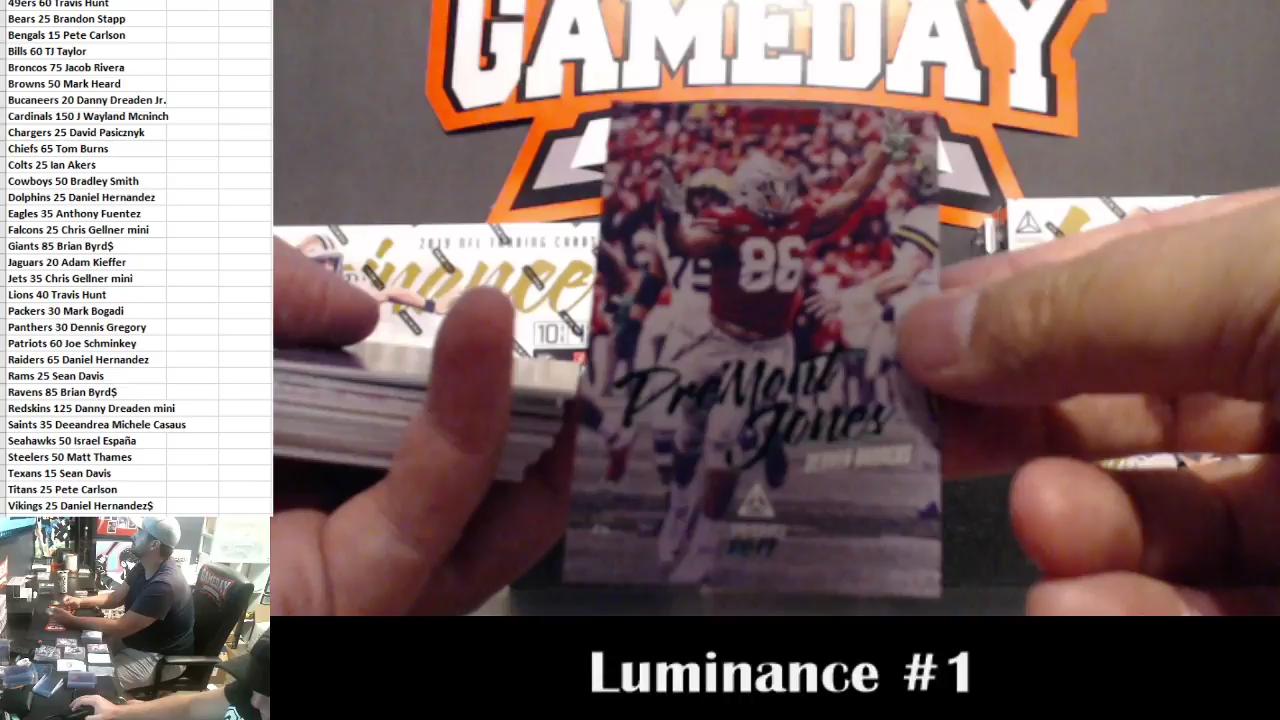 49ers 60 Travis Hunt
Bears 25 Brandon Stapp
Bengals 15 Pete Carlson
Bills 60 TJ Taylor
Broncos 75 Jacob Rivera
Browns 50 Mark Heard
Bucaneers 20 Danny Dreaden Jr.
Cardinals 150 J Wayland Mcninch
Chargers 25 David Pasicznyk
Chiefs 65 Tom Burns
Colts 25 Ian Akers
Cowboys 50 Bradley Smith
Dolphins 25 Daniel Hernandez
Eagles 35 Anthony Fuentez
Falcons 25 Chris Gellner mini
Giants 85 Brian Byrd$
Jaguars 20 Adam Kieffer
Jets 35 Chris Gellner mini
Lions 40 Travis Hunt
Packers 30 Mark Bogadi
Panthers 30 Dennis Gregory
Patriots 60 Joe Schminkey
Raiders 65 Daniel Hernandez
Rams 25 Sean Davis
Ravens 85 Brian Byrd$
Redskins 125 Danny Dreaden mini
Saints 35 Deeandrea Michele Casaus
Seahawks 50 Israel España
Steelers 50 Matt Thames
Texans 15 Sean Davis
Titans 25 Pete Carlson
Vikings 25 Daniel Hernandez$
GAMEDAY
2019 NFL TRADING CARDS
86
Dre'Mont
Jones
DENVER BRONCOS
GAMEDAY
Luminance #1